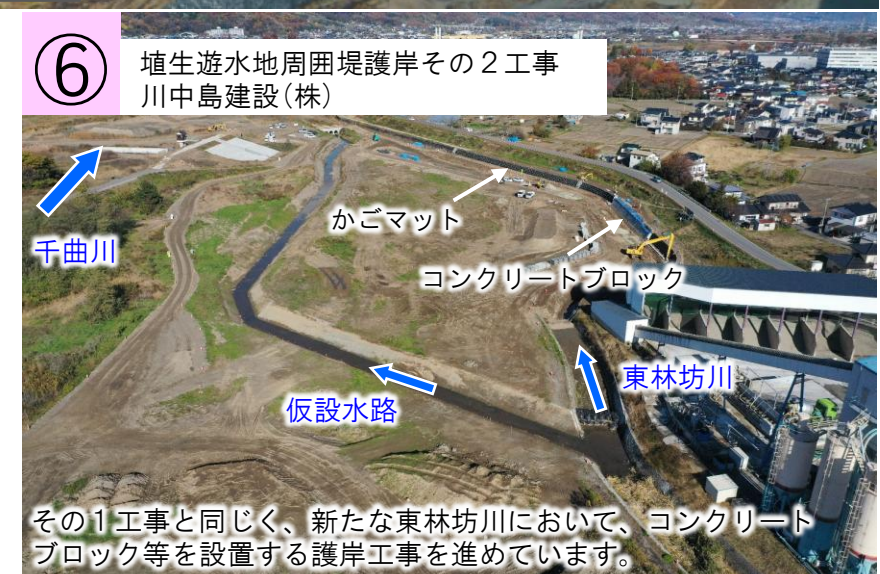 ⑥
埴生遊水地周囲堤護岸その２工事
川中島建設(株)
千曲川
かごマット
コンクリートブロック
東林坊川
仮設水路
その１工事と同じく、新たな東林坊川において、コンクリート
ブロック等を設置する護岸工事を進めています。